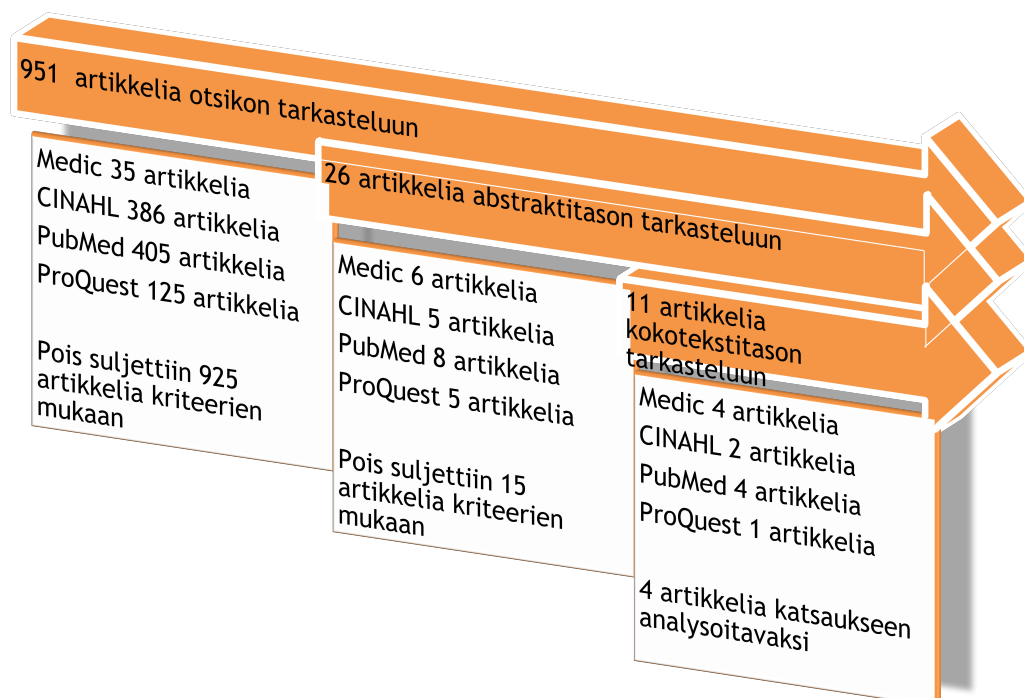 951 artikkelia otsikon tarkasteluun
Medic 35 artikkelia
CINAHL 386 artikkelia
PubMed 405 artikkelia
ProQuest 125 artikkelia
Pois suljettiin 925
artikkelia kriteerien
mukaan
26 artikkelia abstraktitason tarkasteluun
Medic 6 artikkelia
CINAHL 5 artikkelia
PubMed 8 artikkelia
ProQuest 5 artikkelia
Pois suljettiin 15
artikkelia kriteerien
mukaan
11 artikkelia
kokotekstitason
tarkasteluun
Medic 4 artikkelia
CINAHL 2 artikkelia
PubMed 4 artikkelia
ProQuest 1 artikkelia
4 artikkelia katsaukseen
analysoitavaksi